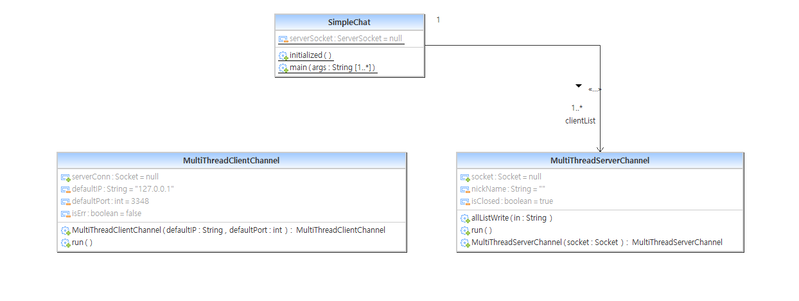 SimpleChat
1
serverSocket : ServerSocket = null
initialized ( )
main ( args : String [1..*] )
<...>
1..*
clientList
MultiThreadClientChannel
serverConn : Socket = null
defaultIP : String = "127.0.0.1"
defaultPort : int = 3348
isErr : boolean = false
MultiThreadClientChannel ( defaultIP : String , defaultPort : int ) : MultiThreadClientChannel
run ( )
MultiThreadServerChannel
socket : Socket = null
nickName : String = ""
isClosed : boolean = true
allListWrite ( in : String )
run ( )
MultiThreadServerChannel ( socket : Socket ) : MultiThreadServerChannel